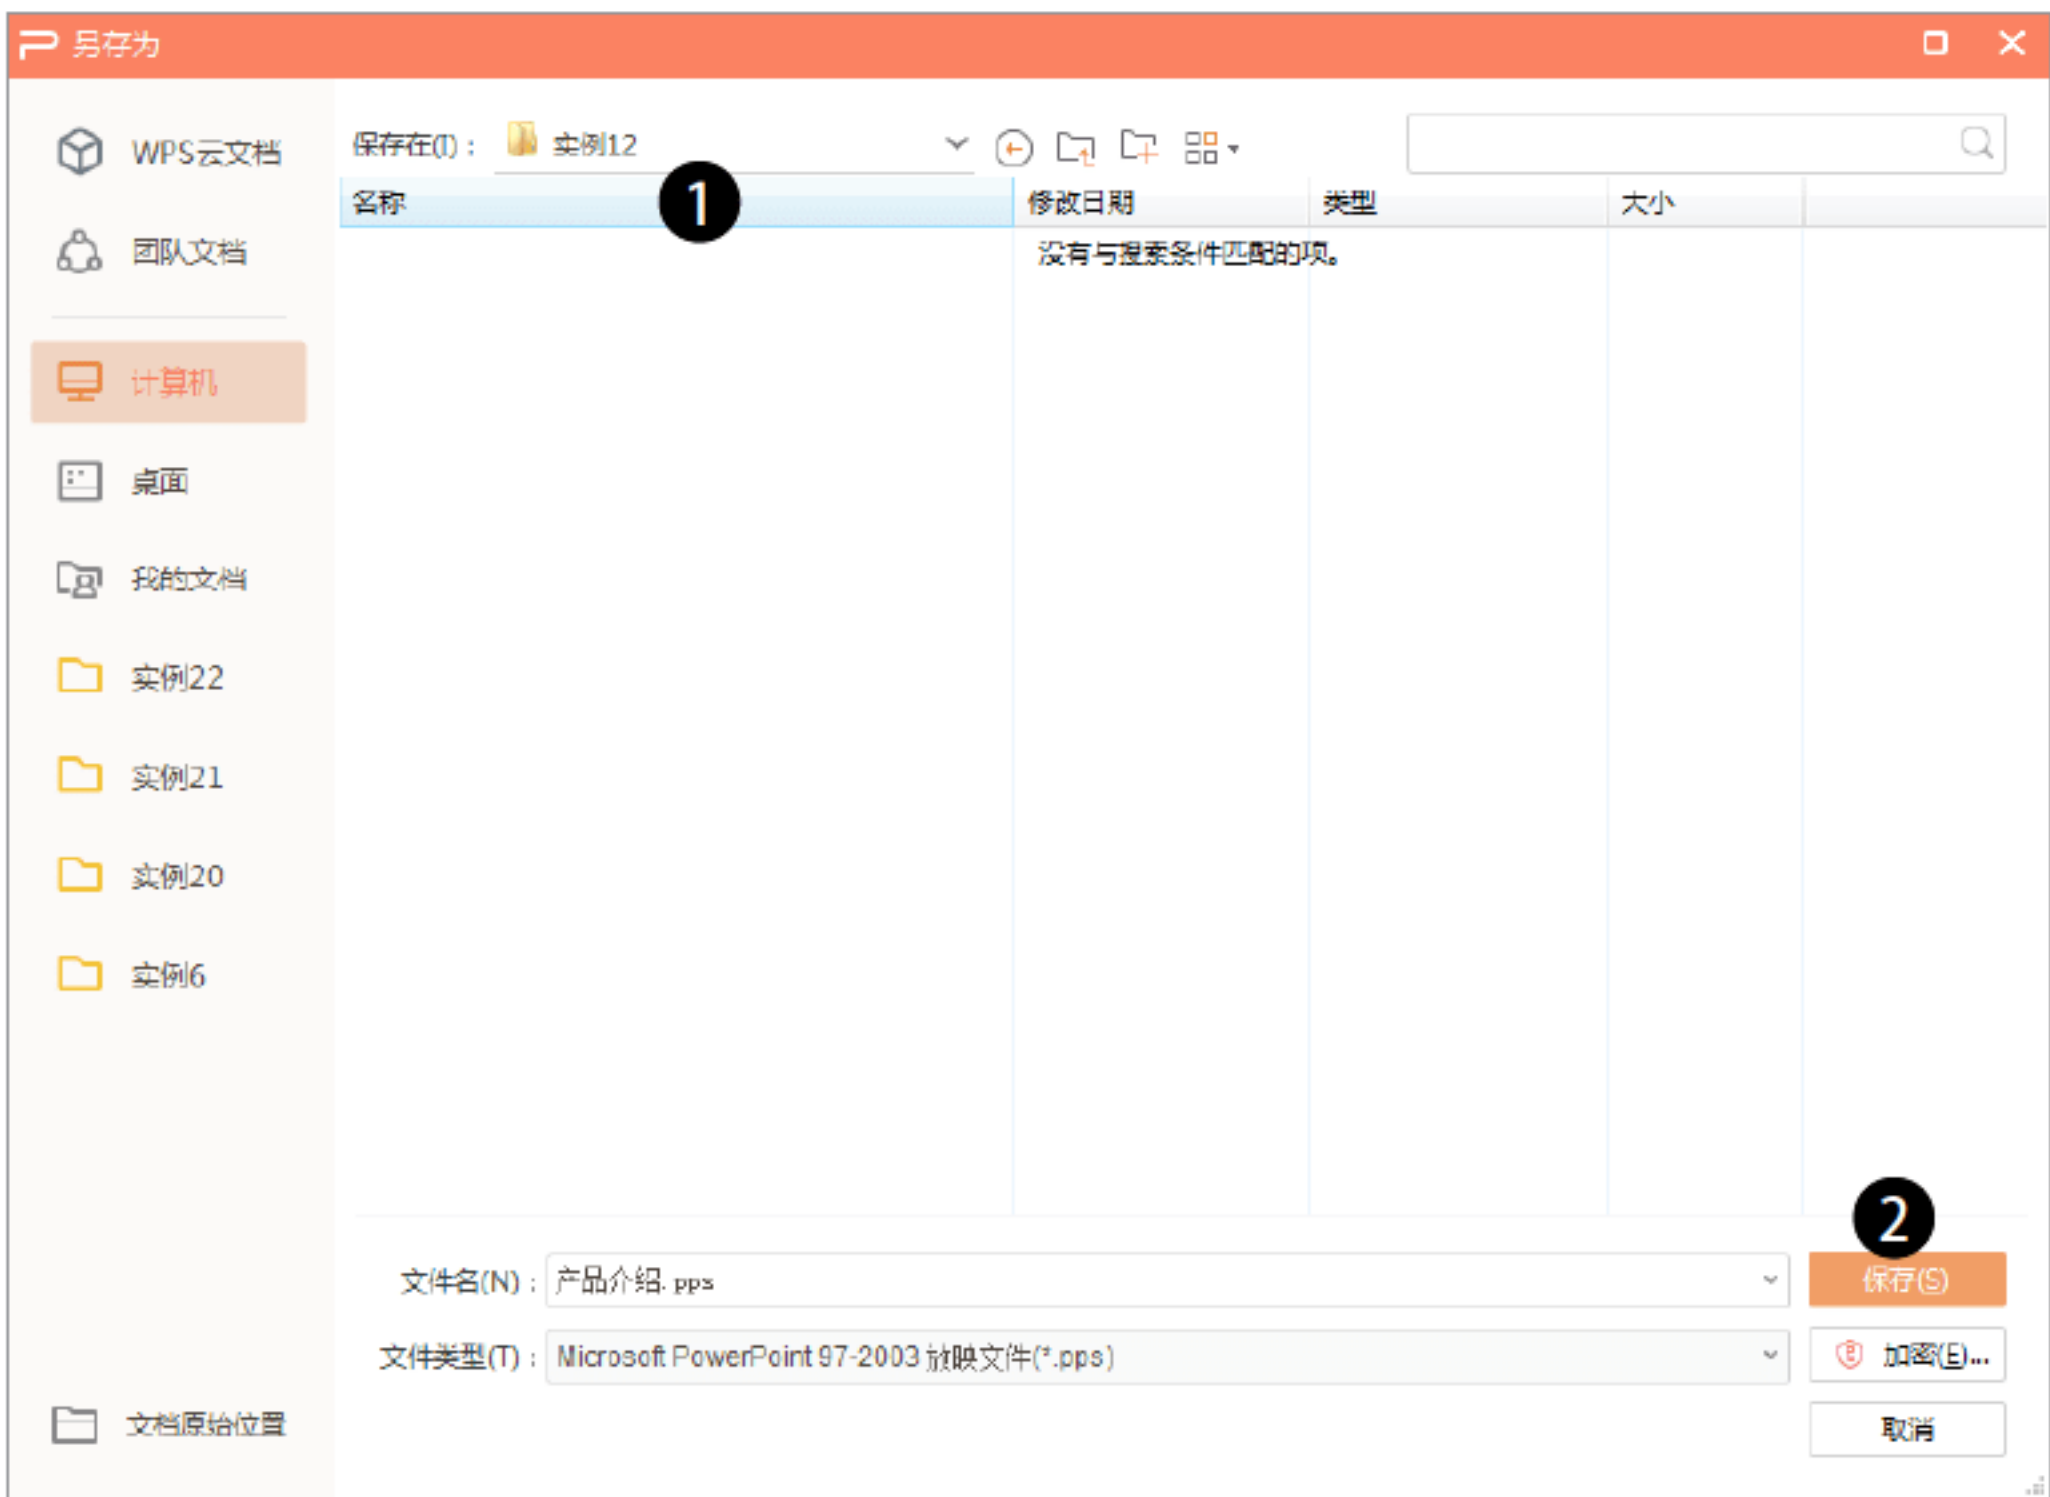 另存为
WPS云文档
团队文档
计算机
桌面
我的文档
实例22
实例21
实例20
实例6
文档原始位置
保存在(I)： 实例12
1
名称 修改日期 类型 大小
没有与搜索条件匹配的项。
2
文件名(N)： 产品介绍.pps 保存(S)
文件类型(T)： Microsoft PowerPoint 97-2003 放映文件(*.pps) 加密(E)...
取消